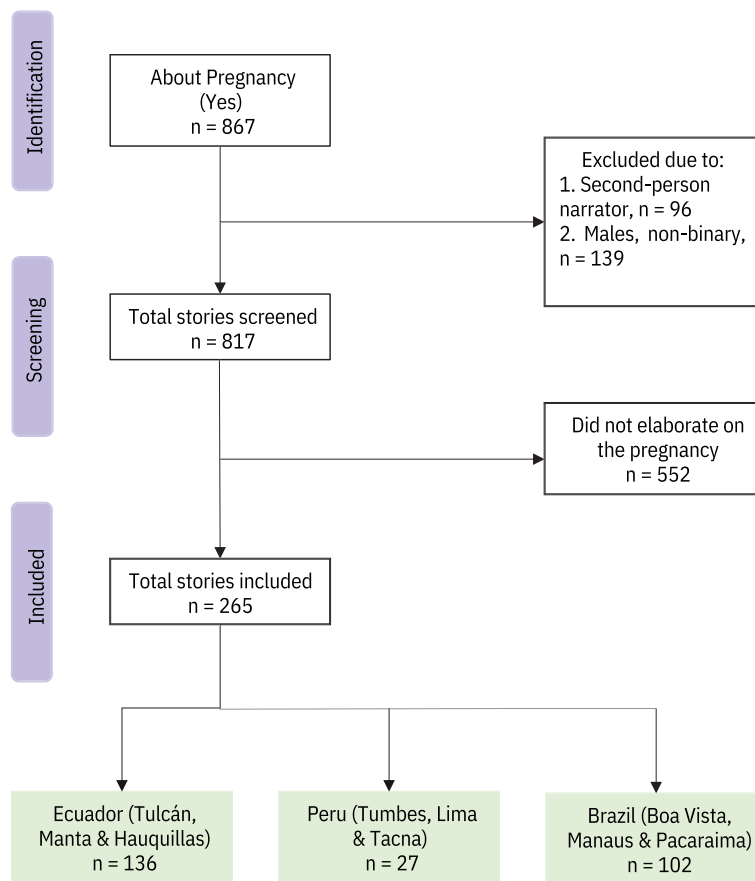 Identification
About Pregnancy
(Yes)
n = 867
Excluded due to:
1. Second-person
narrator, n = 96
2. Males, non-binary,
n = 139
Screening
Total stories screened
n = 817
Did not elaborate on
the pregnancy
n = 552
Included
Total stories included
n = 265
Ecuador (Tulcán,
Manta & Hauquillas)
n = 136
Peru (Tumbes, Lima
& Tacna)
n = 27
Brazil (Boa Vista,
Manaus & Pacaraima)
n = 102